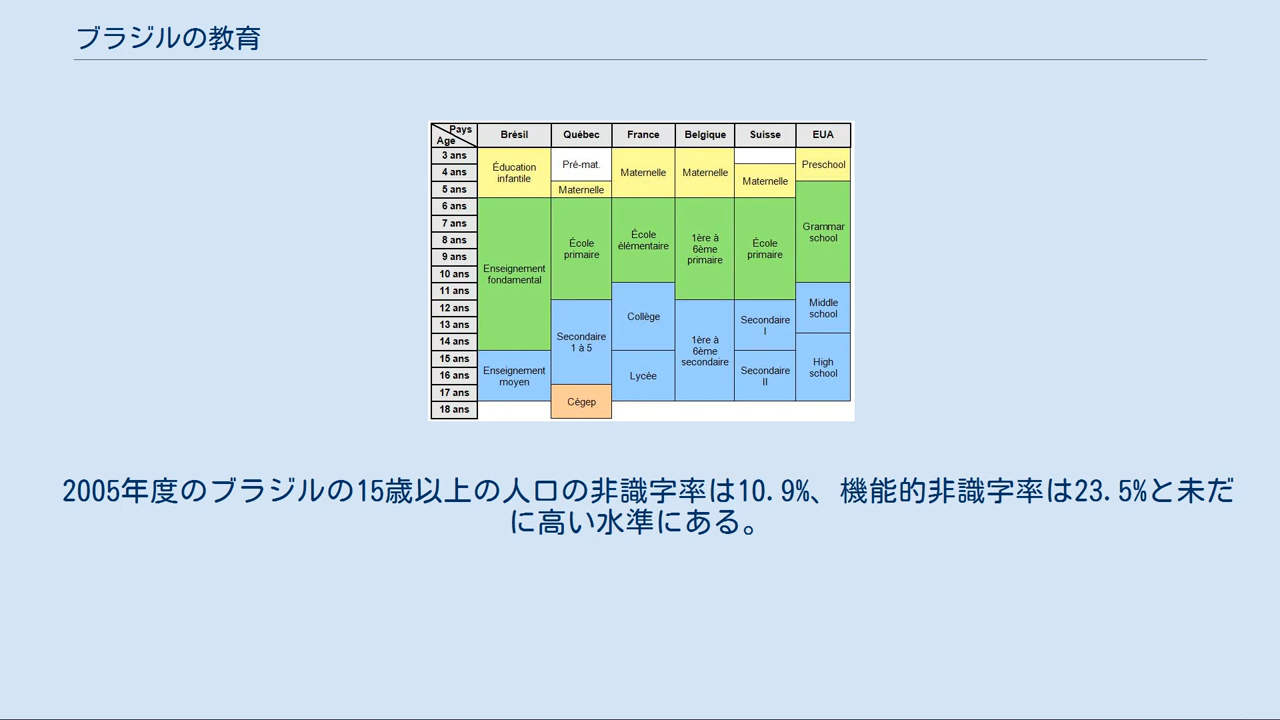 ブラジルの教育
Pays
Age
Brésil
Québec
France
Belgique
Suisse
EUA
3 ans
4 ans
5 ans
6 ans
7 ans
8 ans
9 ans
10 ans
11 ans
12 ans
13 ans
14 ans
15 ans
16 ans
17 ans
18 ans
Éducation
infantile
Enseignement
fondamental
Enseignement
moyen
Pré-mat.
Maternelle
École
primaire
Secondaire
1 à 5
Cégep
Maternelle
École
élémentaire
Collège
Lycée
Maternelle
1ère à
6ème
primaire
1ère à
6ème
secondaire
Maternelle
École
primaire
Secondaire
I
Secondaire
II
Preschool
Grammar
school
Middle
school
High
school
2005年度のブラジルの15歳以上の人口の非識字率は10.9%、機能的非識字率は23.5%と未だ
に高い水準にある。